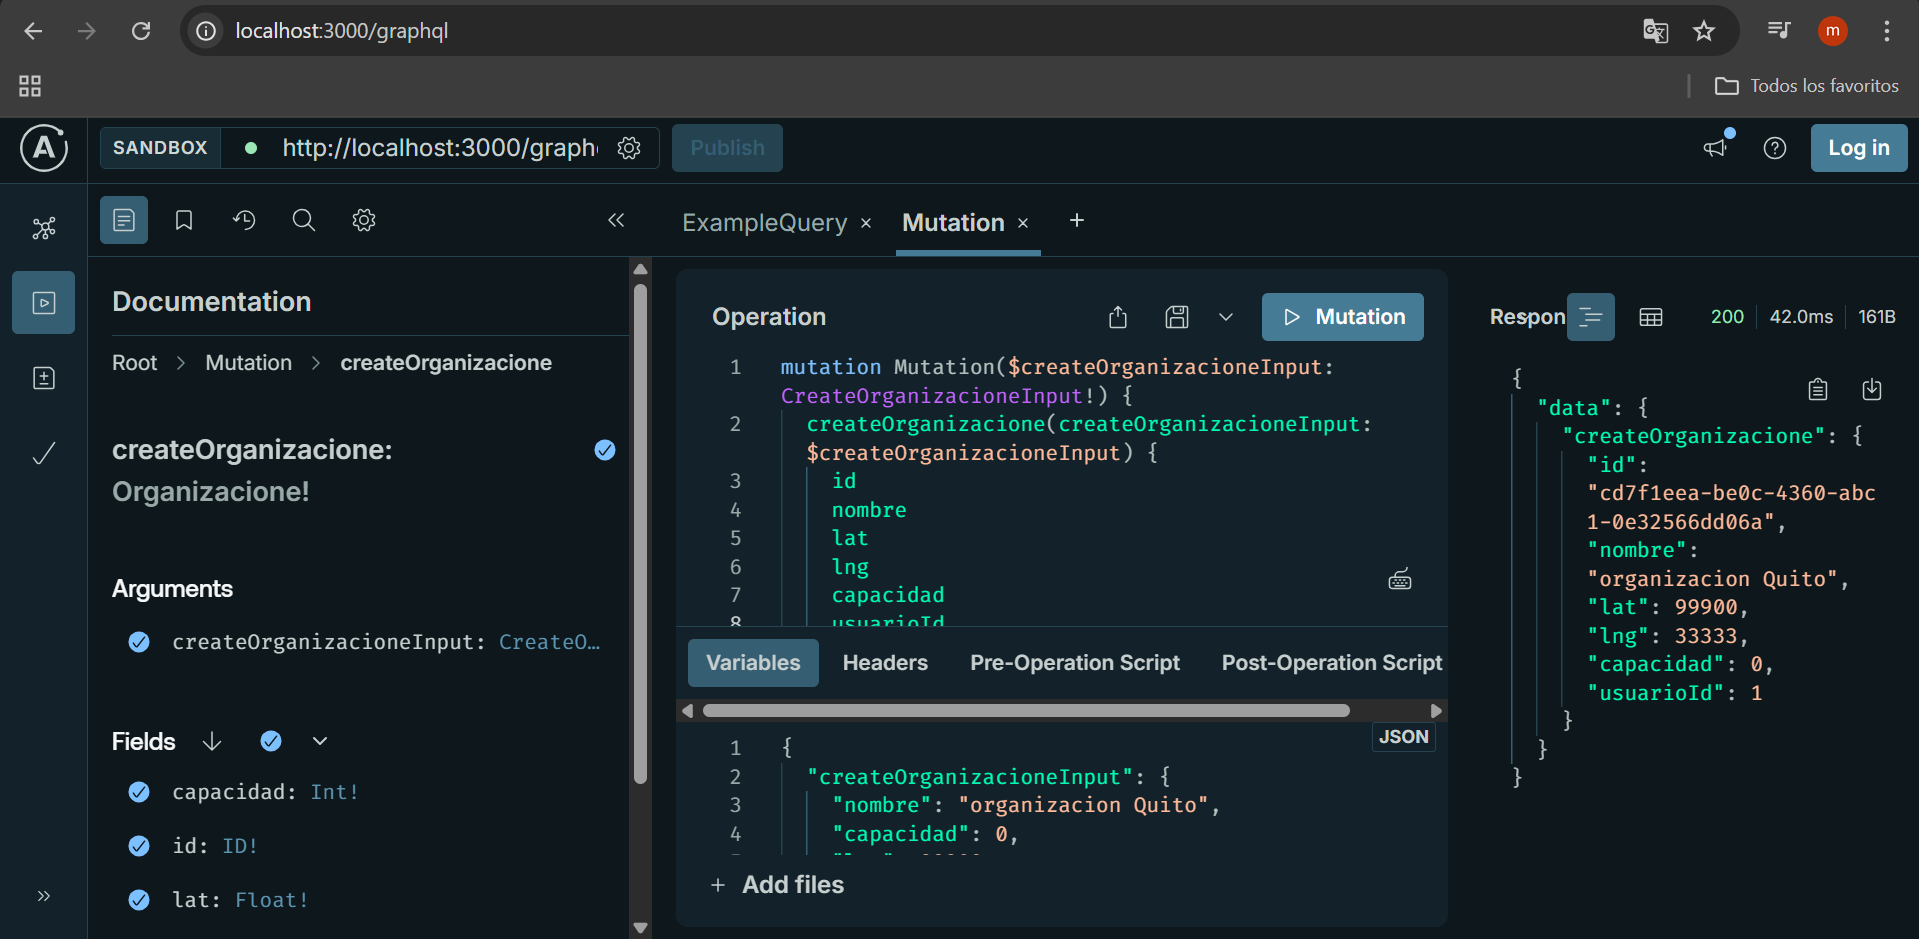 localhost:3000/graphql
m
Todos los favoritos
SANDBOX
http://localhost:3000/graph
Publish
Log in
ExampleQuery
Mutation
Documentation
Root > Mutation > createOrganizacione
createOrganizacione:
Organizacione!
Arguments
createOrganizacioneInput: CreateO…
Fields
capacidad: Int!
id: ID!
lat: Float!
Operation
Mutation
1 mutation Mutation($createOrganizacioneInput:
CreateOrganizacioneInput!) {
2 createOrganizacione(createOrganizacioneInput:
$createOrganizacioneInput) {
3 id
4 nombre
5 lat
6 lng
7 capacidad
8 usuarioId
Variables
Headers
Pre-Operation Script
Post-Operation Script
JSON
1 {
2 "createOrganizacioneInput": {
3 "nombre": "organizacion Quito",
4 "capacidad": 0,
+ Add files
Respon
200
42.0ms
161B
{
"data": {
"createOrganizacione": {
"id":
"cd7f1eea-be0c-4360-abc
1-0e32566dd06a",
"nombre":
"organizacion Quito",
"lat": 99900,
"lng": 33333,
"capacidad": 0,
"usuarioId": 1
}
}
}